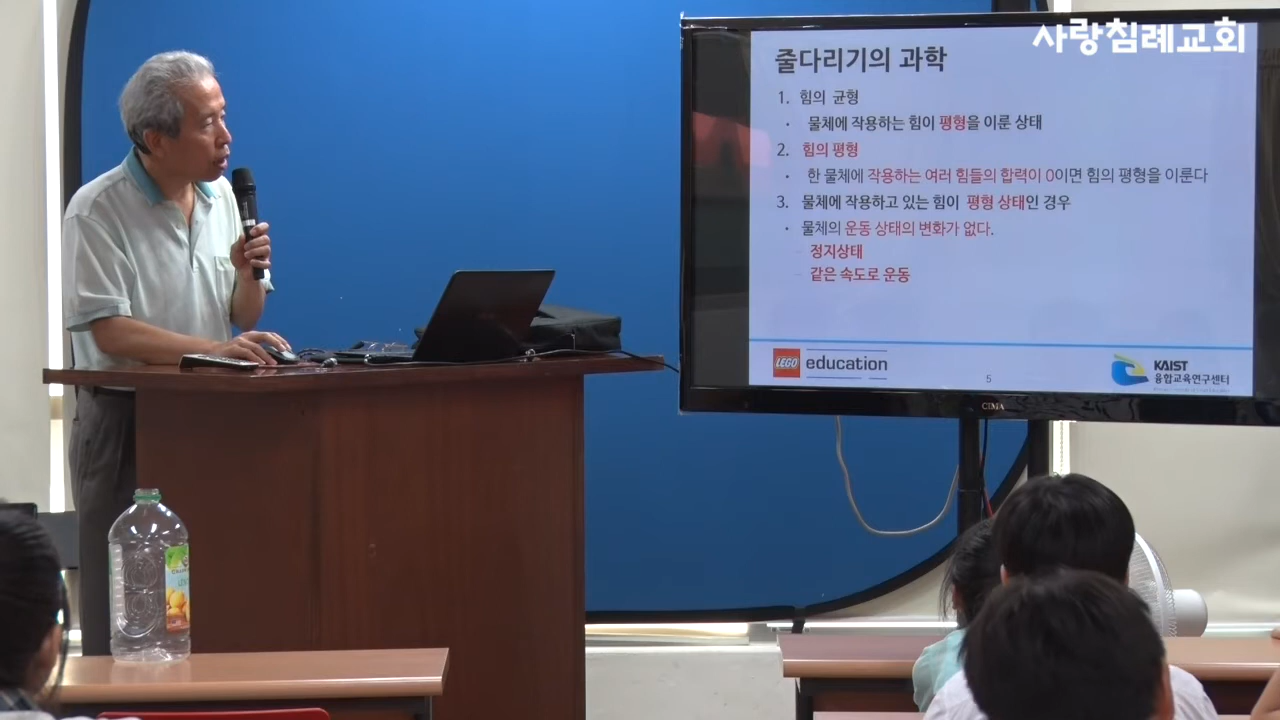 사랑침례교회
줄다리기의 과학
1. 힘의 균형
· 물체에 작용하는 힘이 평형을 이룬 상태
2. 힘의 평형
· 한 물체에 작용하는 여러 힘들의 합력이 0이면 힘의 평형을 이룬다
3. 물체에 작용하고 있는 힘이 평형 상태인 경우
· 물체의 운동 상태의 변화가 없다.
– 정지상태
– 같은 속도로 운동
LEGO education
5
KAIST
융합교육연구센터
CIMA